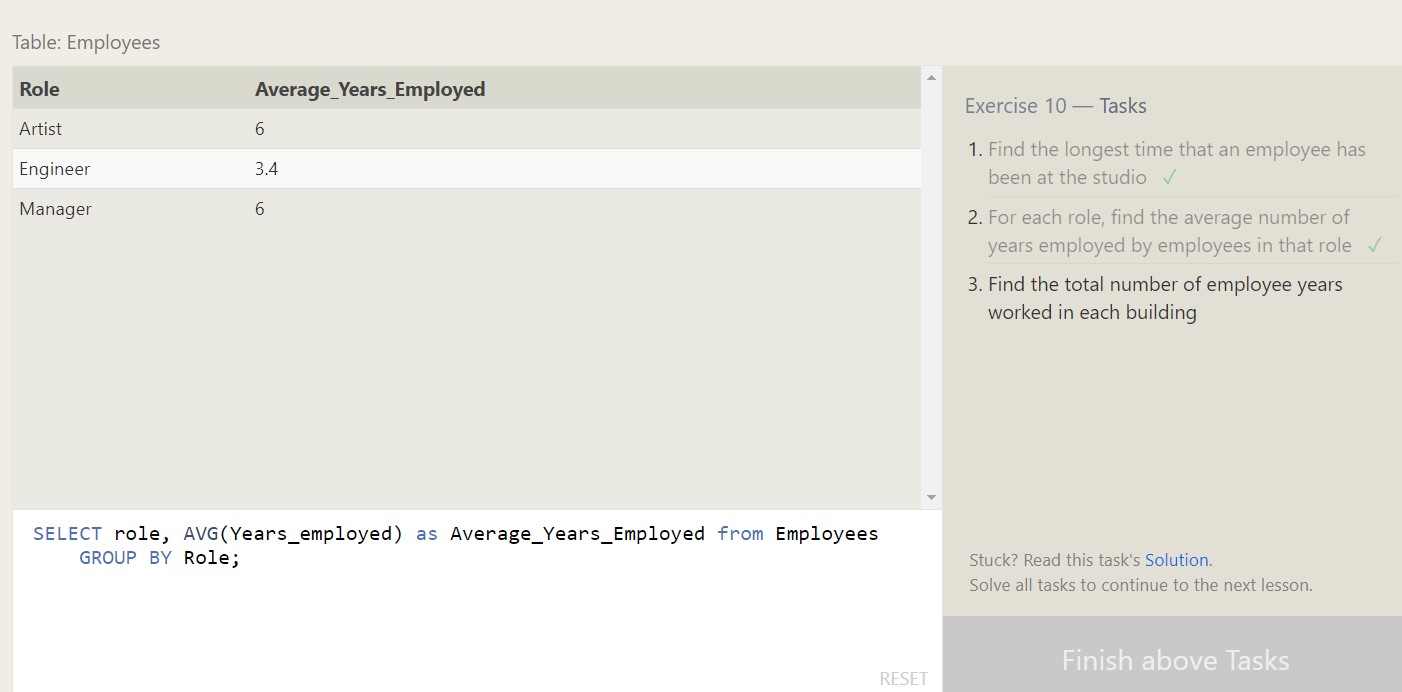 Table: Employees
Role Average_Years_Employed
Artist 6
Engineer 3.4
Manager 6
SELECT role, AVG(Years_employed) as Average_Years_Employed from Employees
GROUP BY Role;
RESET
Exercise 10 — Tasks
1. Find the longest time that an employee has
been at the studio ✓
2. For each role, find the average number of
years employed by employees in that role ✓
3. Find the total number of employee years
worked in each building
Stuck? Read this task's Solution.
Solve all tasks to continue to the next lesson.
Finish above Tasks